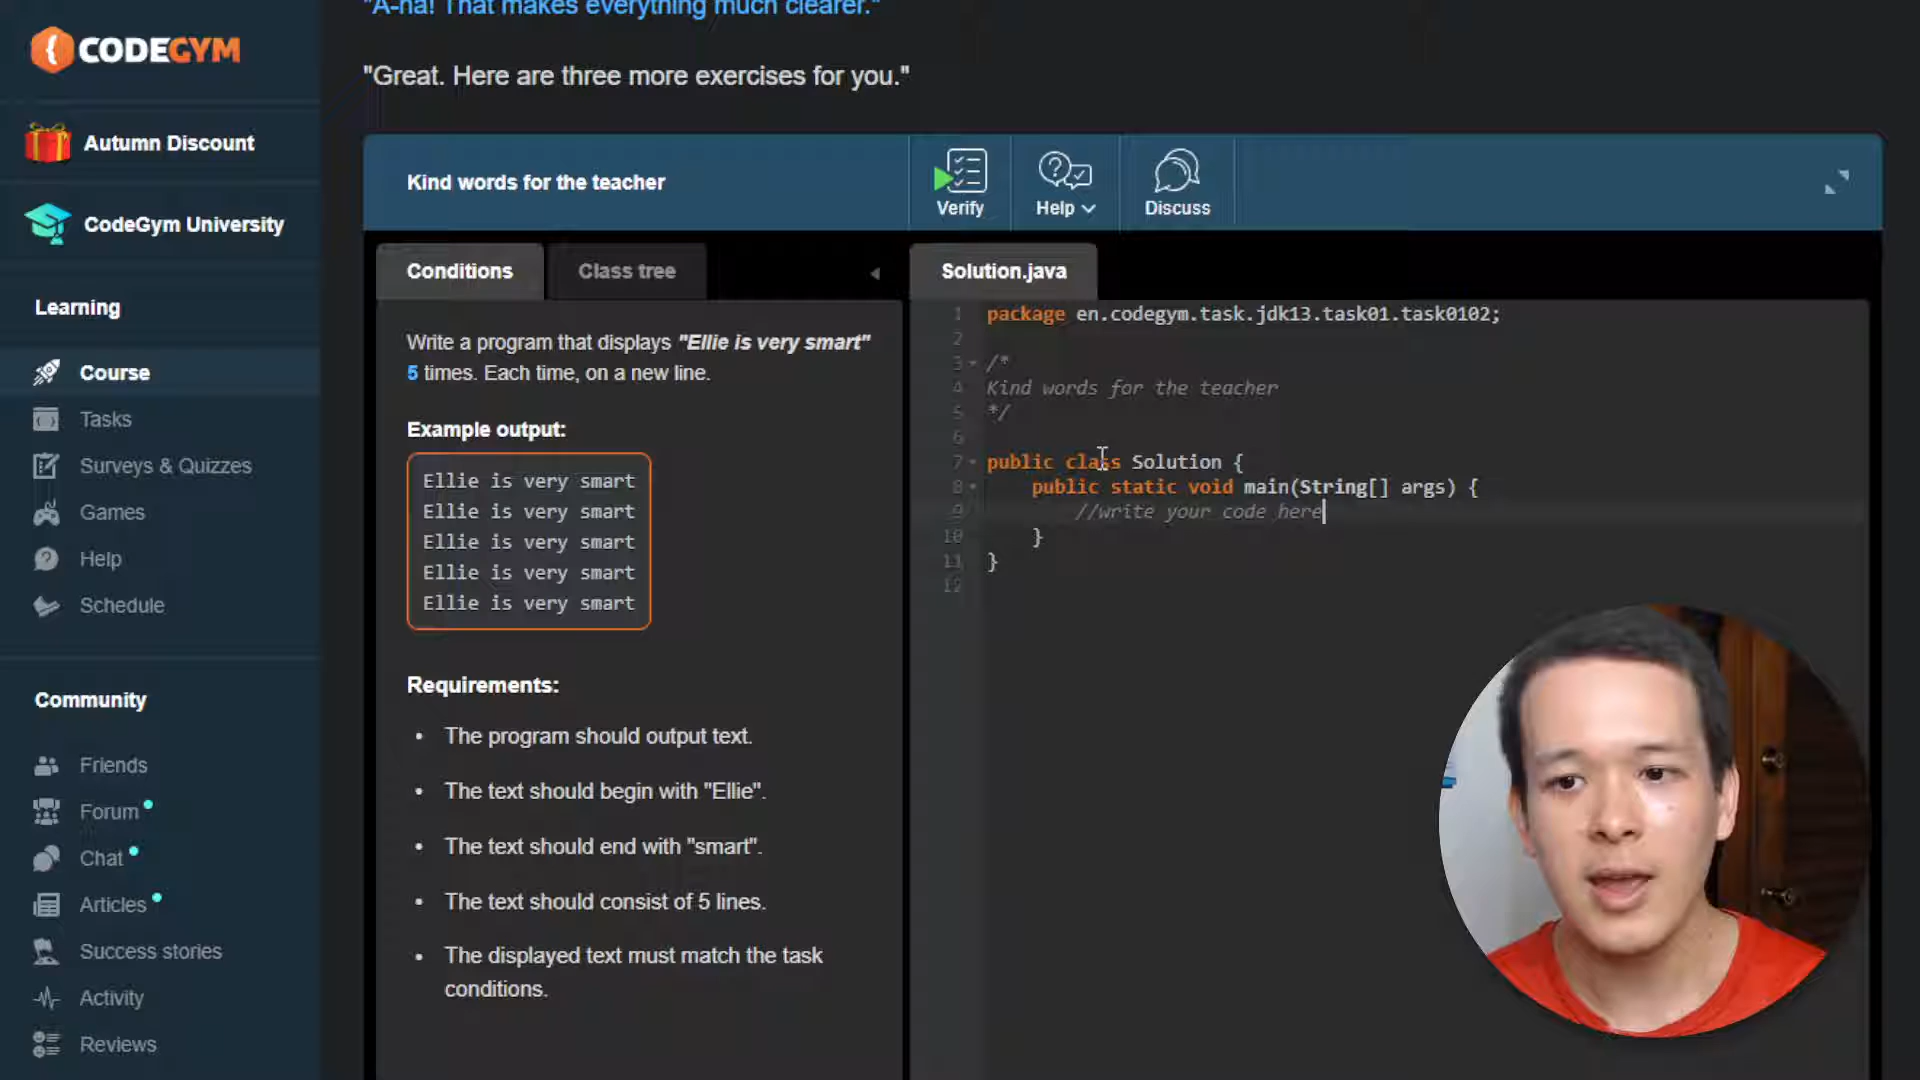 "A-ha! That makes everything much clearer."
CODEGYM
"Great. Here are three more exercises for you."
Autumn Discount
CodeGym University
Learning
Course
Tasks
Surveys & Quizzes
Games
Help
Schedule
Community
Friends
Forum
Chat
Articles
Success stories
Activity
Reviews
Kind words for the teacher
Verify
Help
Discuss
Conditions
Class tree
Write a program that displays "Ellie is very smart"
5 times. Each time, on a new line.
Example output:
Ellie is very smart
Ellie is very smart
Ellie is very smart
Ellie is very smart
Ellie is very smart
Requirements:
• The program should output text.
• The text should begin with "Ellie".
• The text should end with "smart".
• The text should consist of 5 lines.
• The displayed text must match the task
conditions.
Solution.java
1 package en.codegym.task.jdk13.task01.task0102;
2
3 /*
4 Kind words for the teacher
5 */
6
7 public class Solution {
8 public static void main(String[] args) {
9 //write your code here
10 }
11 }
12